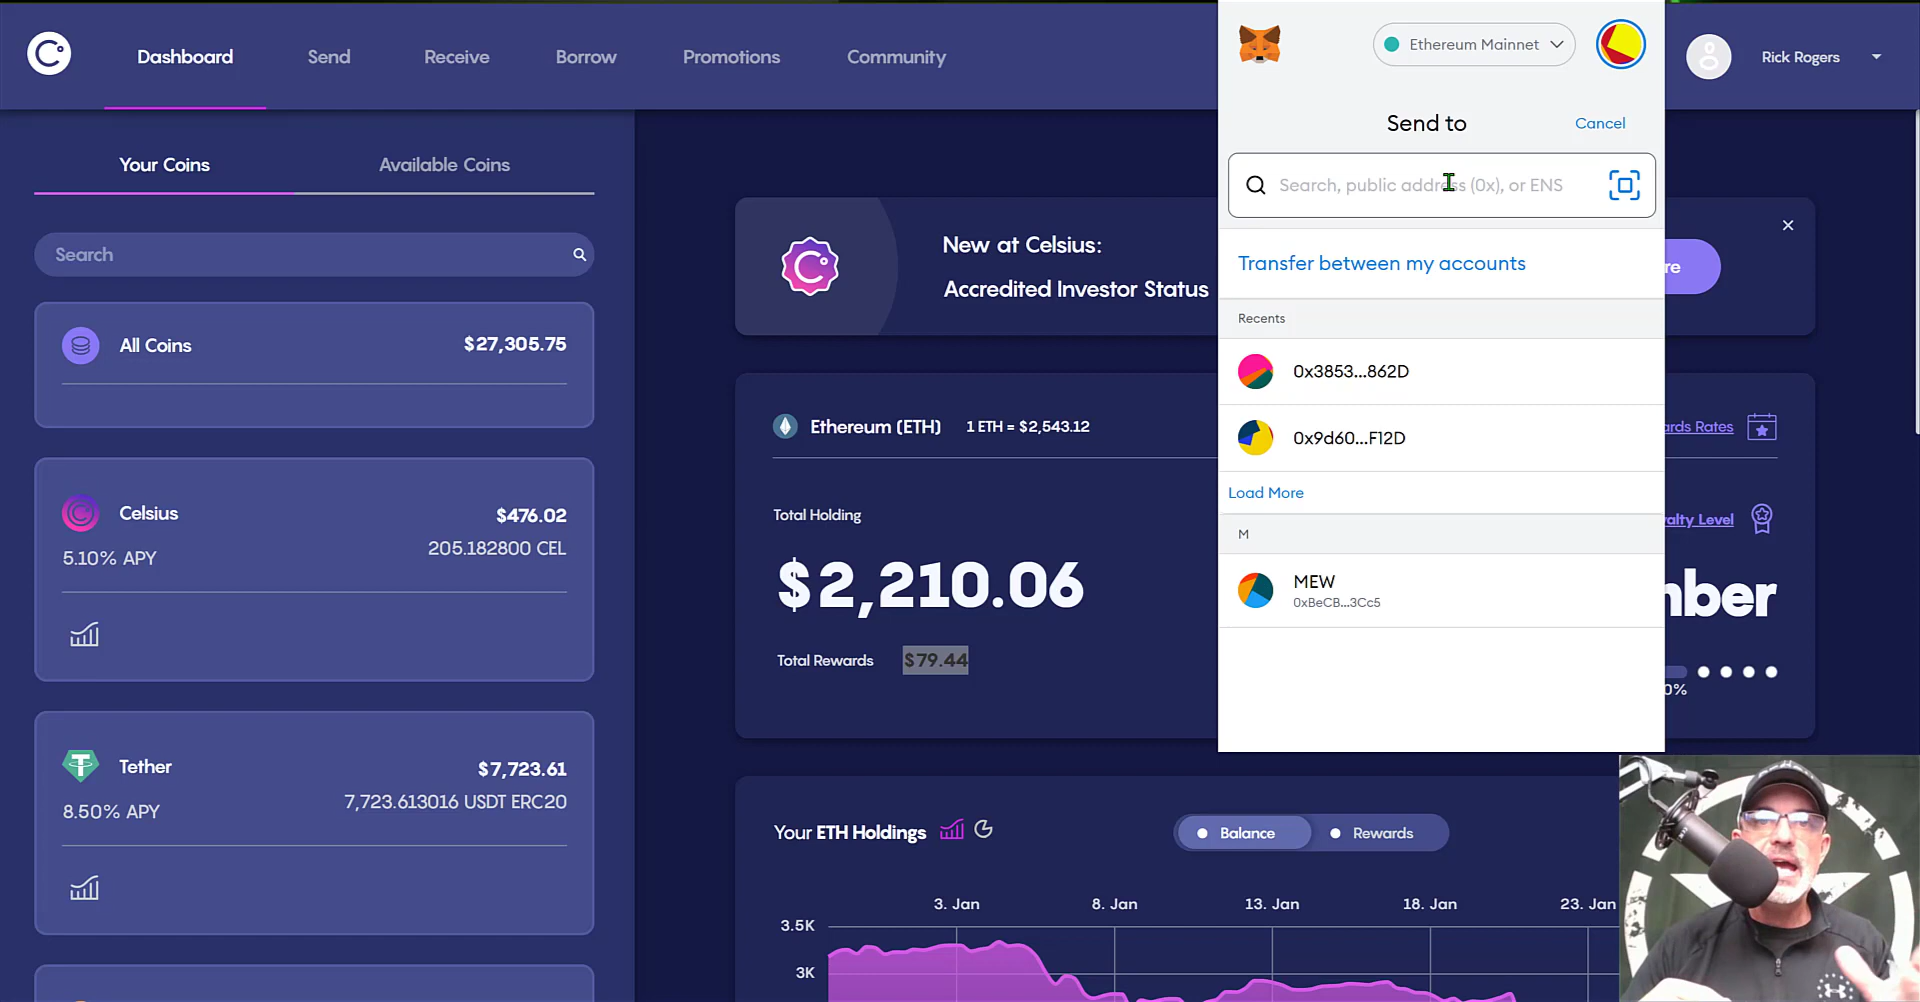 Dashboard
Send
Receive
Borrow
Promotions
Community
Rick Rogers
Your Coins
Available Coins
Search
All Coins
$27,305.75
Celsius
$476.02
5.10% APY
205.182800 CEL
Tether
$7,723.61
8.50% APY
7,723.613016 USDT ERC20
New at Celsius:
Accredited Investor Status
Ethereum (ETH)
1 ETH = $2,543.12
Total Holding
$2,210.06
Total Rewards
$79.44
Your ETH Holdings
Balance
Rewards
3. Jan
8. Jan
13. Jan
18. Jan
23. Jan
3.5K
3K
Ethereum Mainnet
Send to
Cancel
Search, public address (0x), or ENS
Transfer between my accounts
Recents
0x3853...862D
0x9d60...F12D
Load More
M
MEW
0xBeCB...3Cc5
Rates
Level